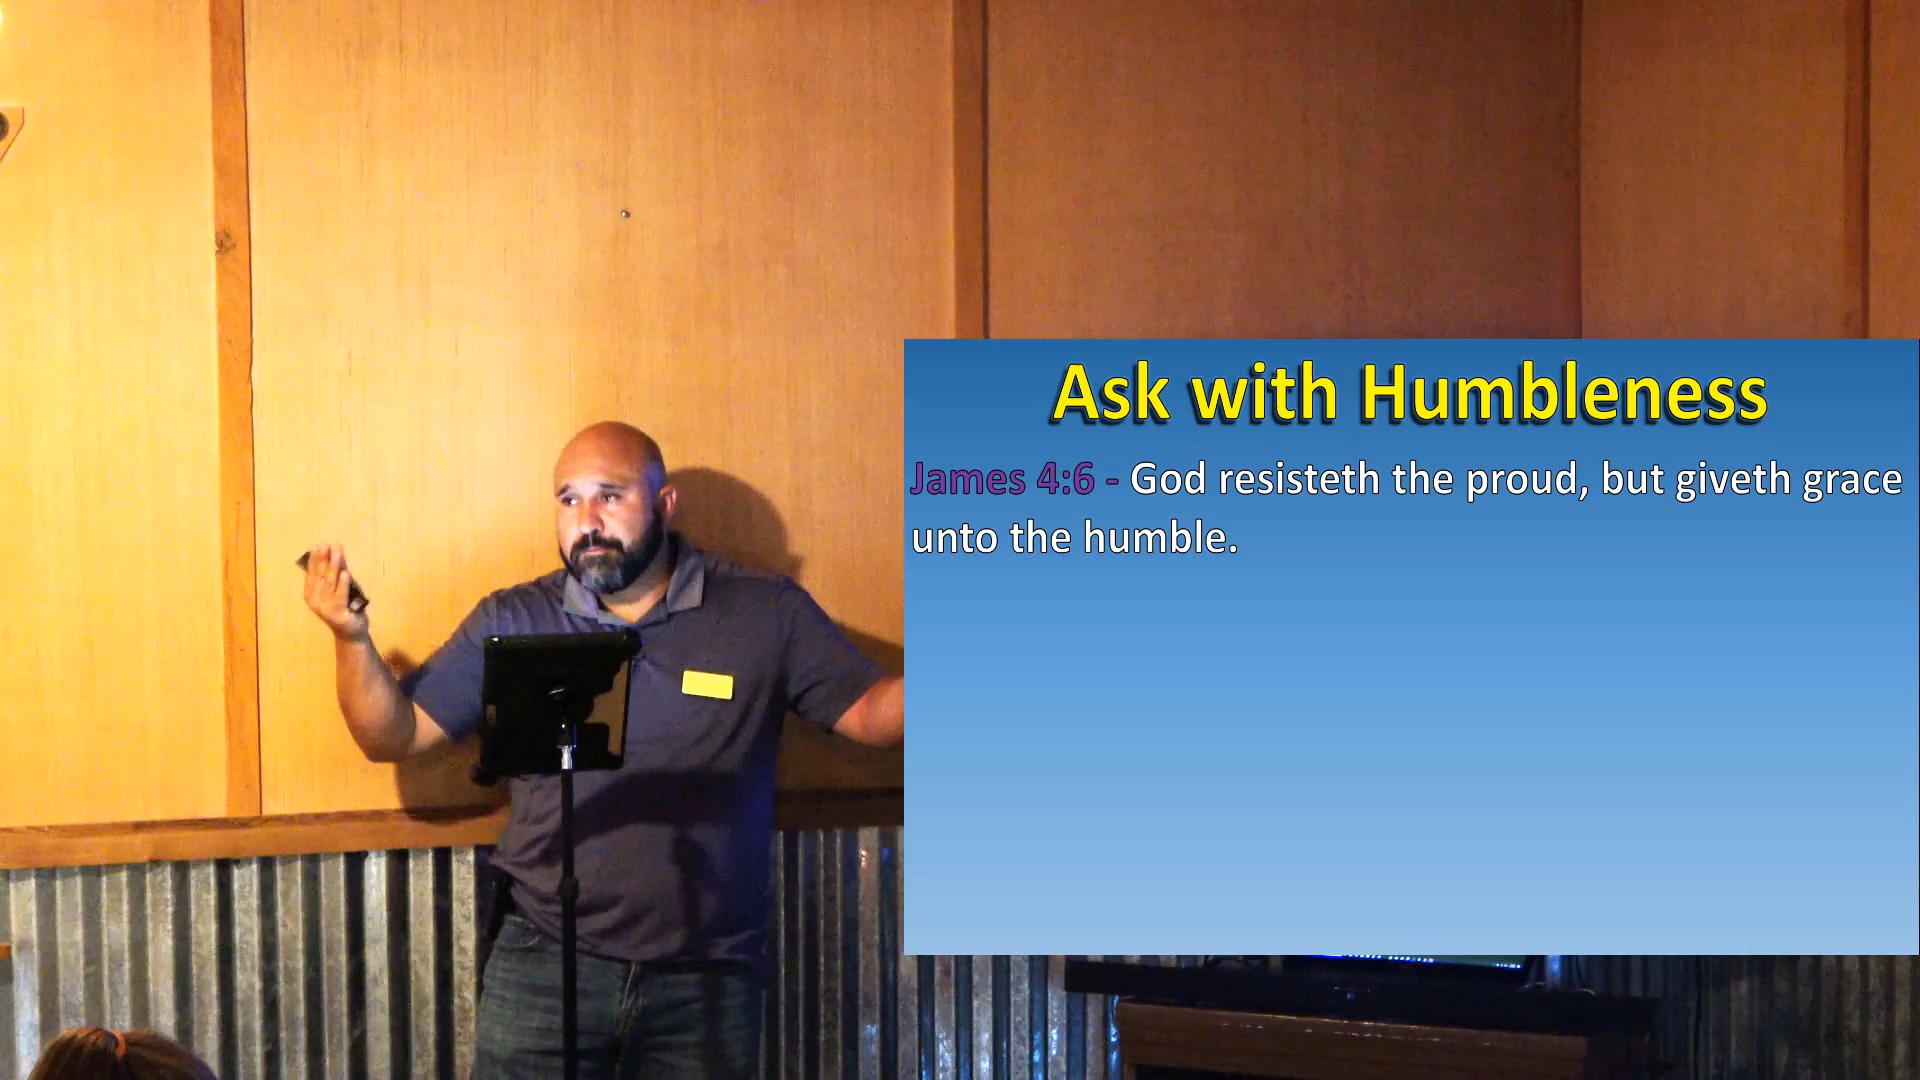 Ask with Humbleness
James 4:6 - God resisteth the proud, but giveth grace
unto the humble.